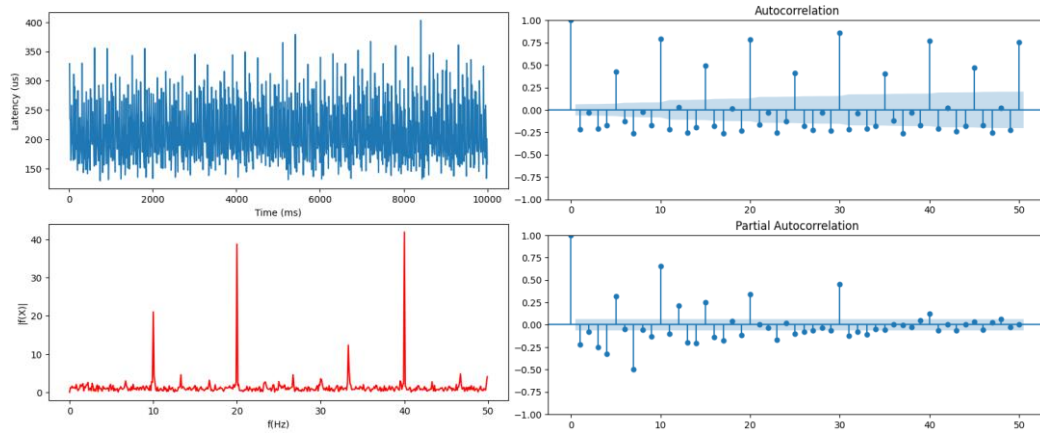 400
350
300
250
200
150
Latency (us)
0 2000 4000 6000 8000 10000
Time (ms)
Autocorrelation
1.00
0.75
0.50
0.25
0.00
−0.25
−0.50
−0.75
−1.00
0 10 20 30 40 50
40
30
20
10
0
|f(X)|
0 10 20 30 40 50
f(Hz)
Partial Autocorrelation
1.00
0.75
0.50
0.25
0.00
−0.25
−0.50
−0.75
−1.00
0 10 20 30 40 50